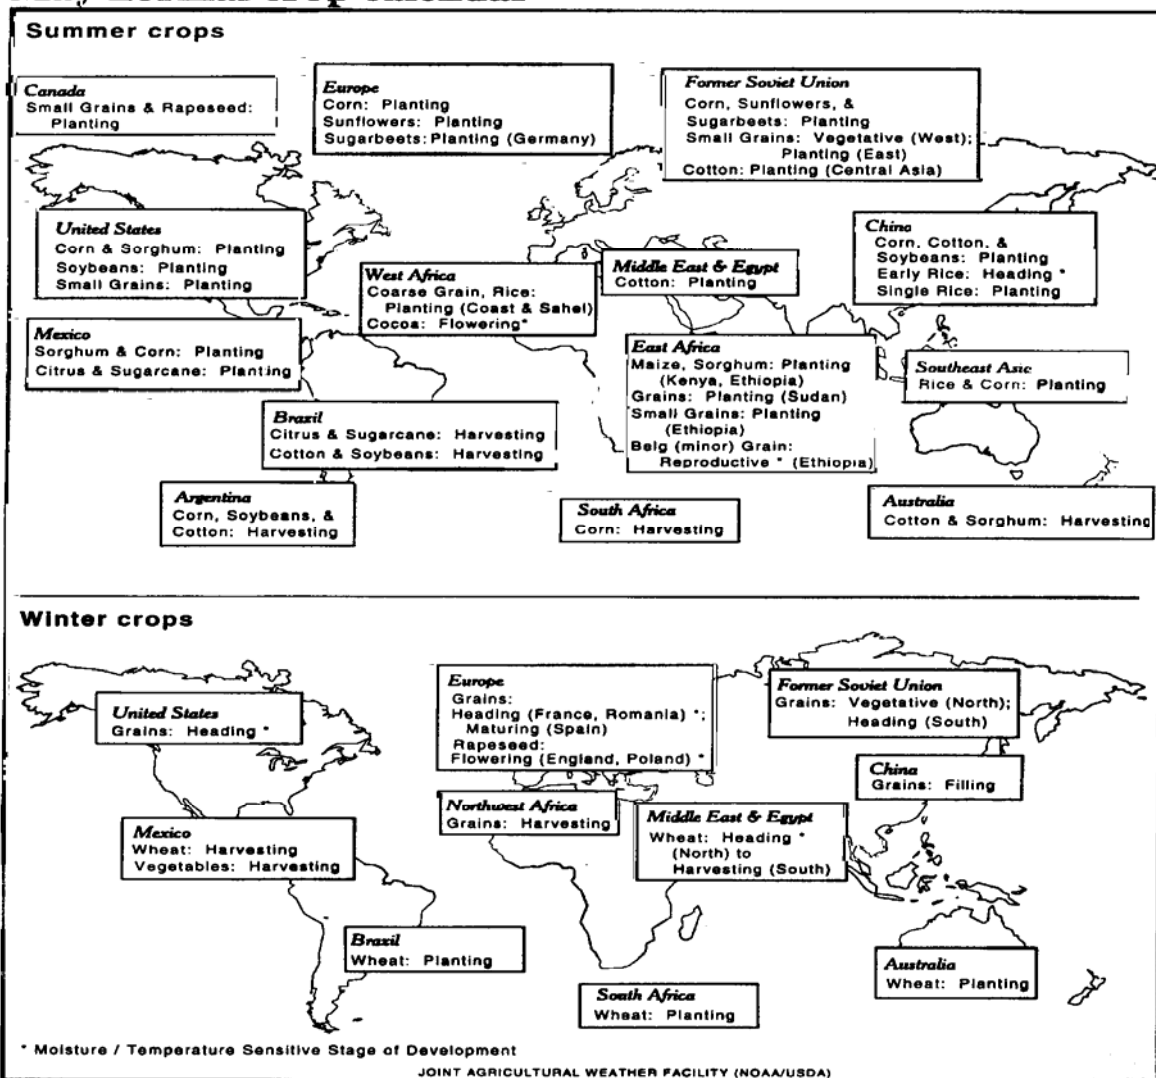 Summer crops
Canada
Small Grains & Rapeseed:
Planting
Europe
Corn: Planting
Sunflowers: Planting
Sugarbeets: Planting (Germany)
Former Soviet Union
Corn, Sunflowers, &
Sugarbeets: Planting
Small Grains: Vegetative (West);
Planting (East)
Cotton: Planting (Central Asia)
United States
Corn & Sorghum: Planting
Soybeans: Planting
Small Grains: Planting
West Africa
Coarse Grain, Rice:
Planting (Coast & Sahel)
Cocoa: Flowering*
Middle East & Egypt
Cotton: Planting
China
Corn, Cotton, &
Soybeans: Planting
Early Rice: Heading *
Single Rice: Planting
Mexico
Sorghum & Corn: Planting
Citrus & Sugarcane: Planting
East Africa
Maize, Sorghum: Planting
(Kenya, Ethiopia)
Grains: Planting (Sudan)
Small Grains: Planting
(Ethiopia)
Belg (minor) Grain:
Reproductive * (Ethiopia)
Southeast Asia
Rice & Corn: Planting
Brazil
Citrus & Sugarcane: Harvesting
Cotton & Soybeans: Harvesting
Argentina
Corn, Soybeans, &
Cotton: Harvesting
South Africa
Corn: Harvesting
Australia
Cotton & Sorghum: Harvesting
Winter crops
United States
Grains: Heading *
Europe
Grains:
Heading (France, Romania) *;
Maturing (Spain)
Rapeseed:
Flowering (England, Poland) *
Former Soviet Union
Grains: Vegetative (North);
Heading (South)
China
Grains: Filling
Northwest Africa
Grains: Harvesting
Middle East & Egypt
Wheat: Heading *
(North) to
Harvesting (South)
Mexico
Wheat: Harvesting
Vegetables: Harvesting
Brazil
Wheat: Planting
Australia
Wheat: Planting
South Africa
Wheat: Planting
* Moisture / Temperature Sensitive Stage of Development
JOINT AGRICULTURAL WEATHER FACILITY (NOAA/USDA)